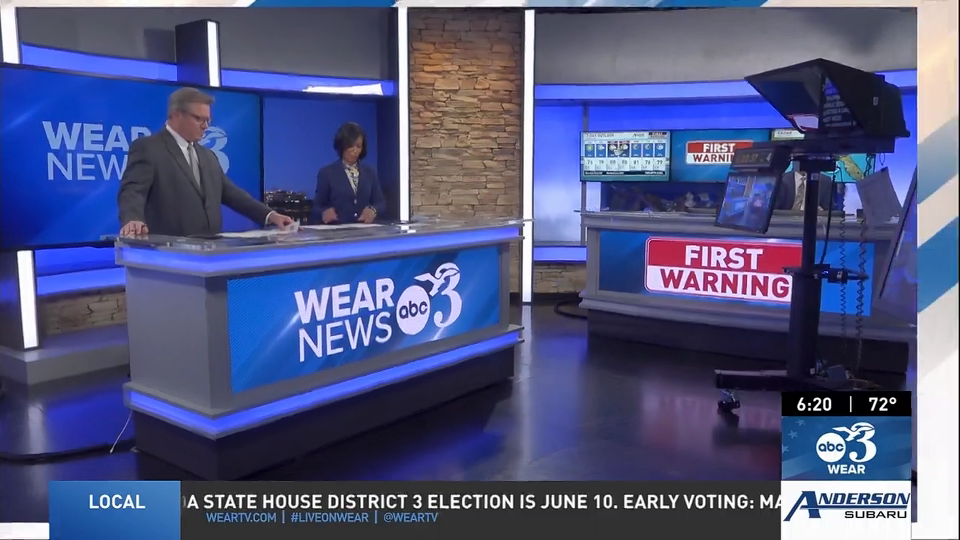 WEAR
NEWS 3
FIRST
WARNING
FIRST
WARNING
WEAR
NEWS abc 3
6:20 | 72°
abc 3
WEAR
LOCAL
A STATE HOUSE DISTRICT 3 ELECTION IS JUNE 10. EARLY VOTING: MA
WEARTV.COM | #LIVEONWEAR | @WEARTV
ANDERSON
SUBARU